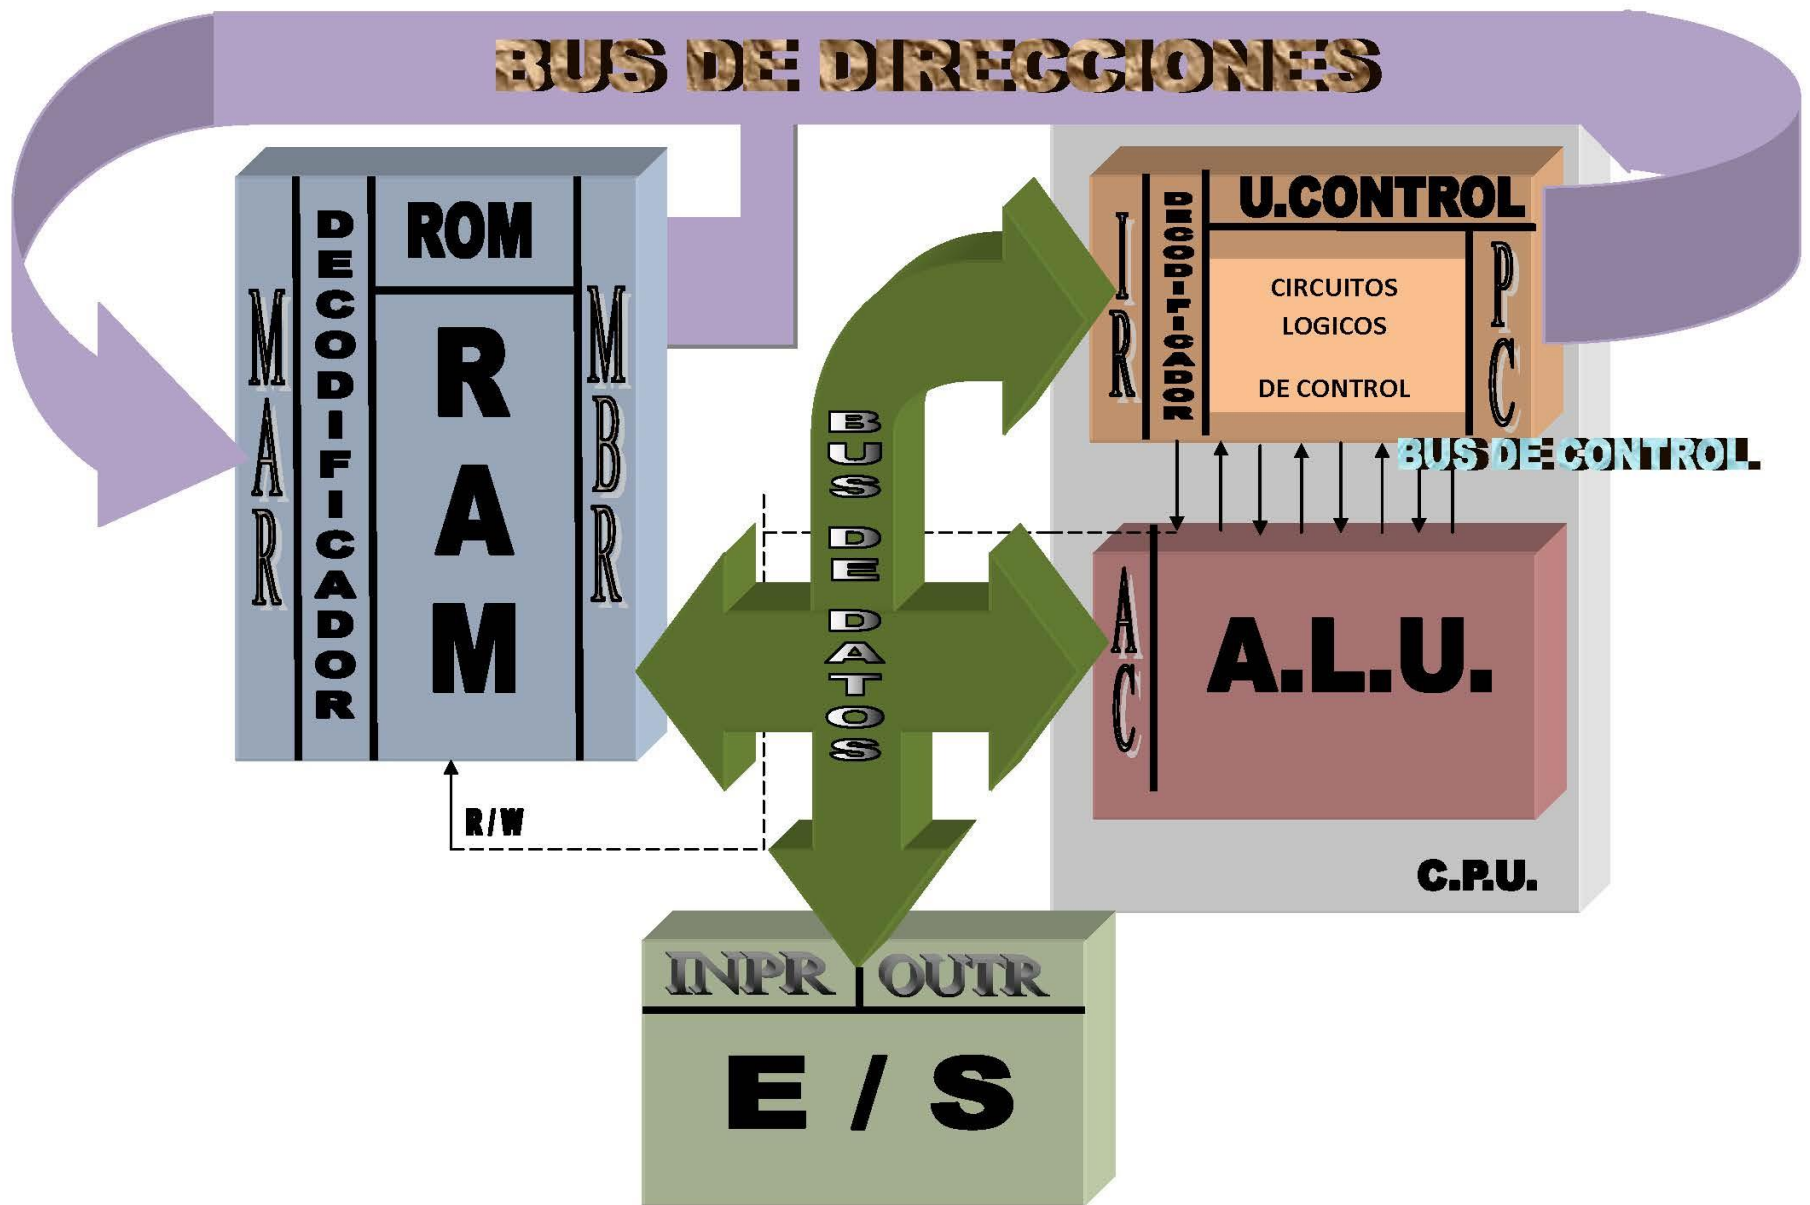 BUS DE DIRECCIONES
MAR
DECODIFICADOR
ROM
RAM
MBR
R/W
BUS DE DATOS
IR
DECODIFICADOR
U.CONTROL
CIRCUITOS
LOGICOS
DE CONTROL
PC
BUS DE CONTROL.
AC
A.L.U.
C.P.U.
INPR
OUTR
E / S